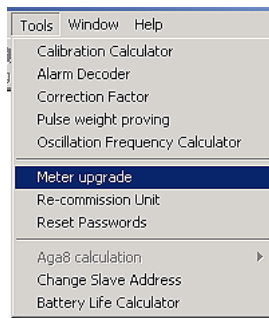 Tools Window Help
Calibration Calculator
Alarm Decoder
Correction Factor
Pulse weight proving
Oscillation Frequency Calculator
Meter upgrade
Re-commission Unit
Reset Passwords
Aga8 calculation
Change Slave Address
Battery Life Calculator